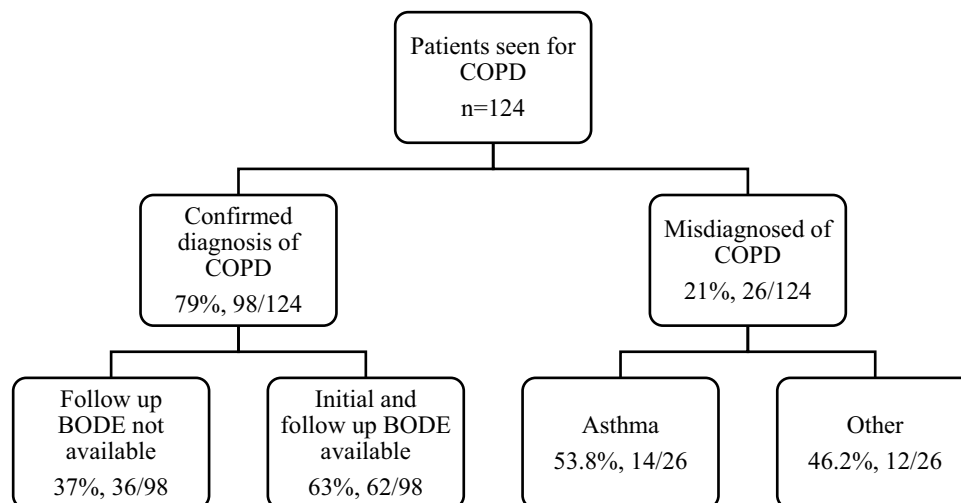 Patients seen for
COPD
n=124
Confirmed
diagnosis of
COPD
79%, 98/124
Misdiagnosed of
COPD
21%, 26/124
Follow up
BODE not
available
37%, 36/98
Initial and
follow up BODE
available
63%, 62/98
Asthma
53.8%, 14/26
Other
46.2%, 12/26